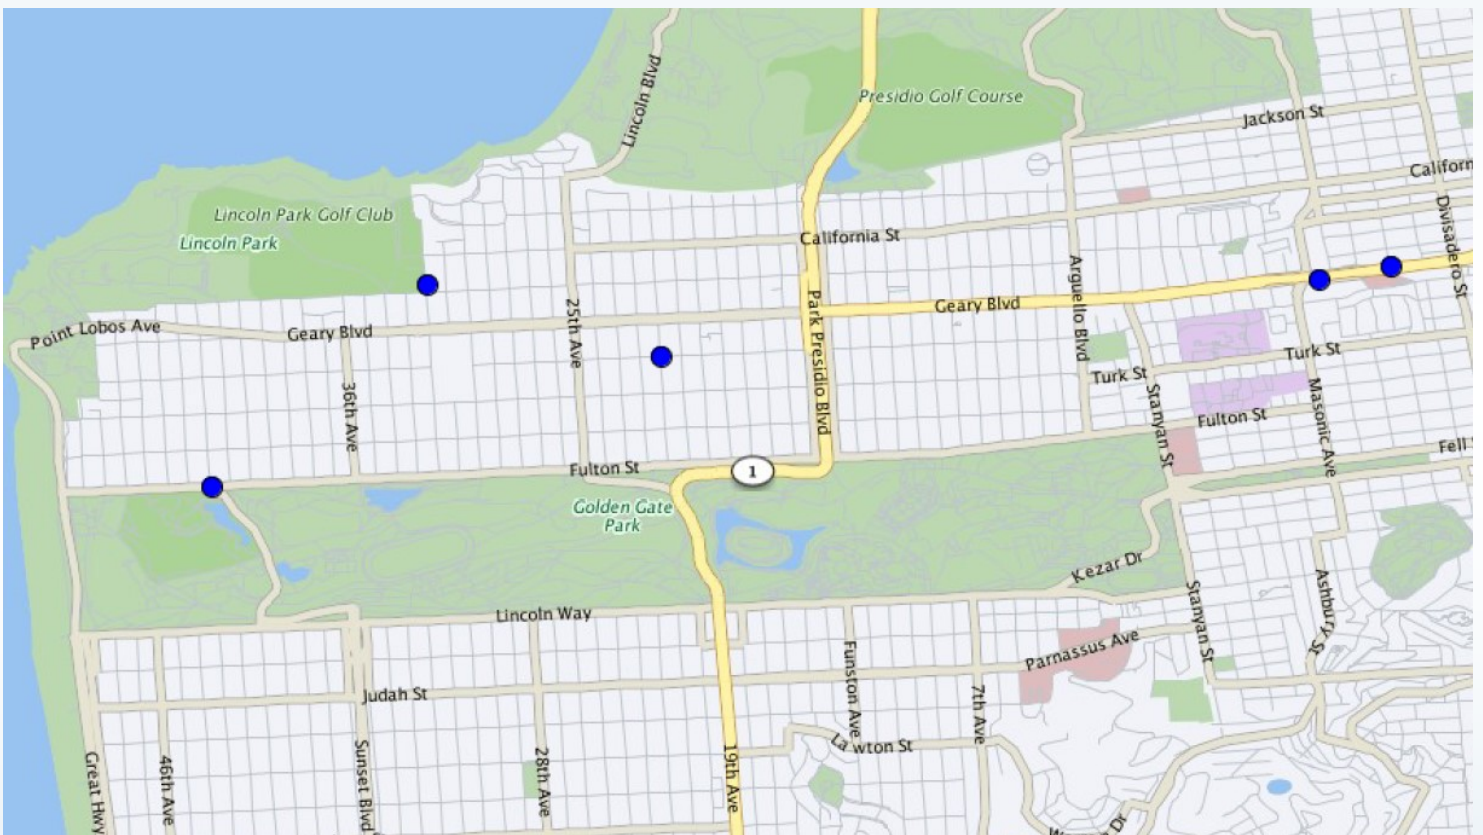 Lincoln Blvd
Presidio Golf Course
Jackson St
Californ
Lincoln Park Golf Club
Lincoln Park
California St
Divisadero St
Arguello Blvd
Point Lobos Ave
Geary Blvd
25th Ave
Park Presidio Blvd
Geary Blvd
Turk St
Turk St
36th Ave
Stanyan St
Masonic Ave
Fulton St
Fell
Fulton St
1
Golden Gate
Park
Kezar Dr
Lincoln Way
Stanyan St
Ashbury St
Funston Ave
Parnassus Ave
Judah St
7th Ave
Lawton St
Great Hwy
46th Ave
Sunset Blvd
28th Ave
19th Ave
Dr